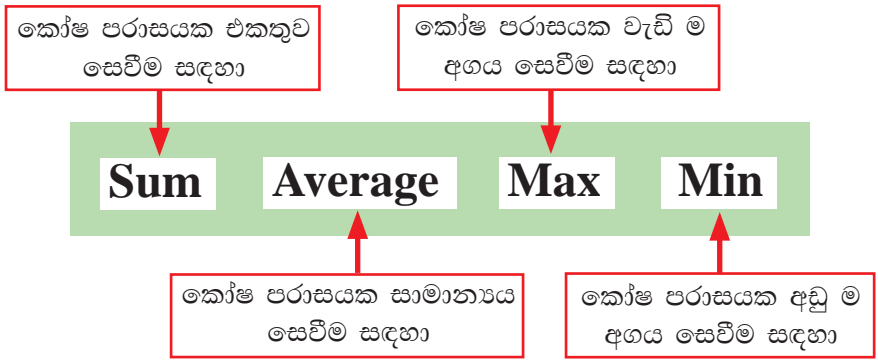 කෝෂ පරාසයක එකතුව
සෙවීම සඳහා
කෝෂ පරාසයක වැඩි ම
අගය සෙවීම සඳහා
Sum Average Max Min
කෝෂ පරාසයක සාමාන්‍යය
සෙවීම සඳහා
කෝෂ පරාසයක අඩු ම
අගය සෙවීම සඳහා